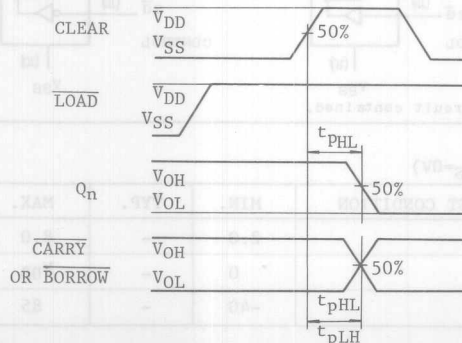 CLEAR
VDD
VSS
50%
LOAD
VDD
VSS
tpHL
Qn
VOH
VOL
50%
CARRY
OR BORROW
VOH
VOL
50%
tpHL
tpLH